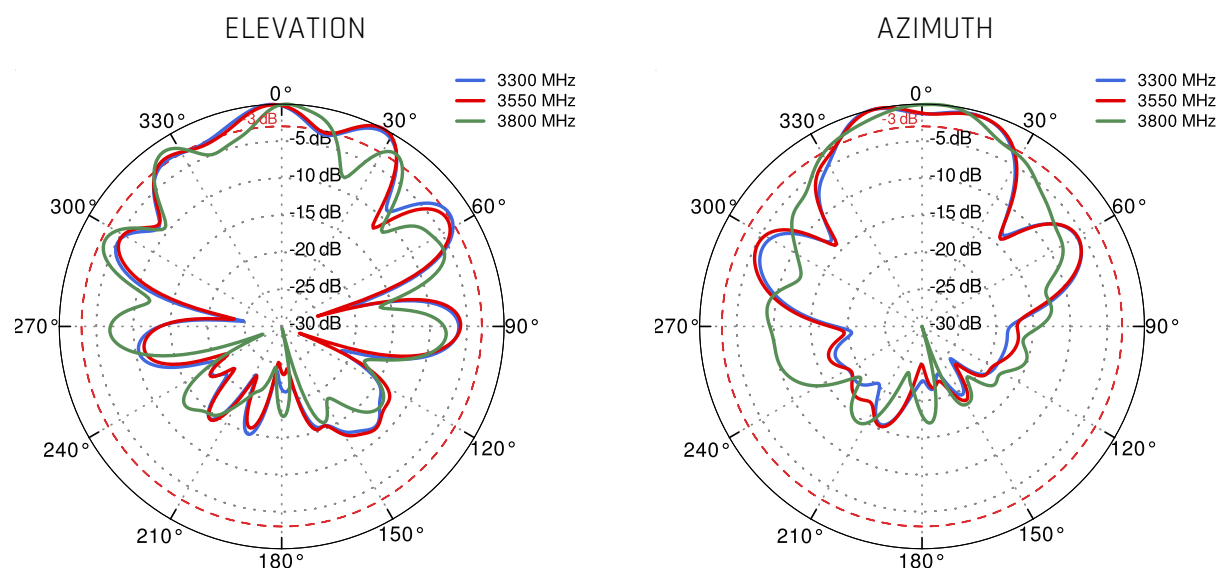 ELEVATION
3300 MHz
3550 MHz
3800 MHz
0°
330°
30°
3 dB
-5 dB
-10 dB
300°
60°
-15 dB
-20 dB
-25 dB
270°
-30 dB
90°
240°
120°
210°
150°
180°
AZIMUTH
3300 MHz
3550 MHz
3800 MHz
0°
330°
30°
-3 dB
-5 dB
-10 dB
300°
60°
-15 dB
-20 dB
-25 dB
270°
-30 dB
90°
240°
120°
210°
150°
180°